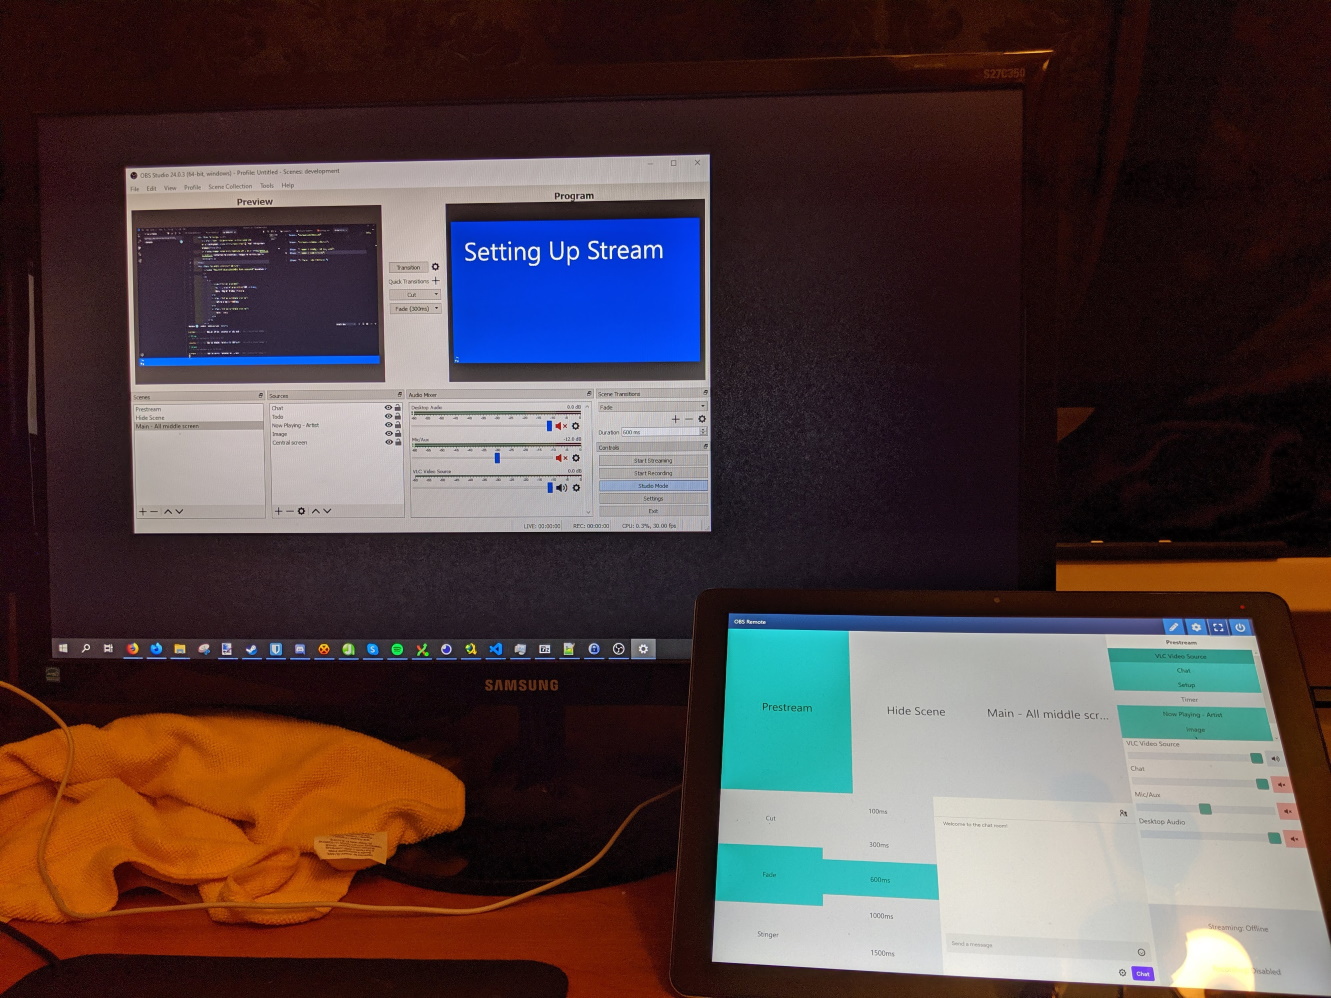 S27C350
OBS Studio 24.0.3 (64-bit, windows) - Profile: Untitled - Scenes: development
File Edit View Profile Scene Collection Tools Help
Preview
Program
Setting Up Stream
Transition
Quick Transitions
Cut
Fade (300ms)
Scenes
Prestream
Hide Scene
Main - All middle screen
Sources
Chat
Todo
Now Playing - Artist
Image
Central screen
Audio Mixer
Desktop Audio 0.0 dB
Mic/Aux -12.0 dB
VLC Video Source 0.0 dB
Scene Transitions
Fade
Duration 600 ms
Controls
Start Streaming
Start Recording
Studio Mode
Settings
Exit
LIVE: 00:00:00 REC: 00:00:00 CPU: 0.3%, 30.00 fps
SAMSUNG
OBS Remote
Prestream
Hide Scene
Main - All middle scr...
Cut
Fade
Stinger
100ms
300ms
600ms
1000ms
1500ms
Welcome to the chat room!
Send a message
Chat
Prestream
VLC Video Source
Chat
Setup
Timer
Now Playing - Artist
Image
VLC Video Source
Chat
Mic/Aux
Desktop Audio
Streaming: Offline
Disabled